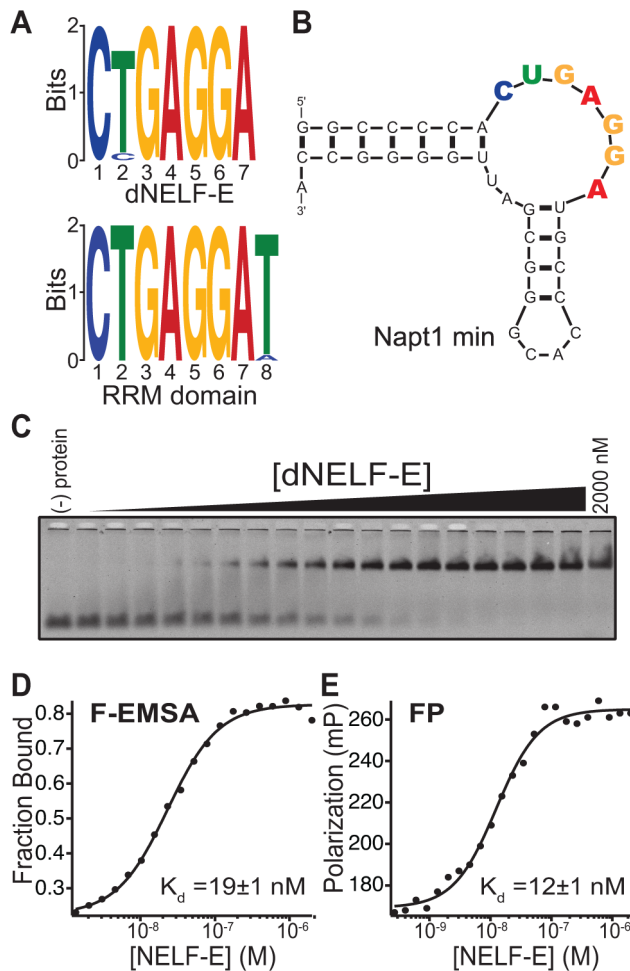 A
Bits
2
1
0
C T G A G G A
C
1 2 3 4 5 6 7
dNELF-E
Bits
2
1
0
C T G A G G A T
A
1 2 3 4 5 6 7 8
RRM domain
B
C U G A G G A
5'
G G C C C C A
C C G G G G U
A
3'
U
A
G U
C G
G C
G C
G C
G C
C A
Napt1 min
C
(-) protein
[dNELF-E]
2000 nM
D
F-EMSA
Fraction Bound
0.8
0.7
0.6
0.5
0.4
0.3
Kd =19±1 nM
10-8 10-7 10-6
[NELF-E] (M)
E
FP
Polarization (mP)
260
240
220
200
180
170
Kd =12±1 nM
10-9 10-8 10-7 10-6
[NELF-E] (M)